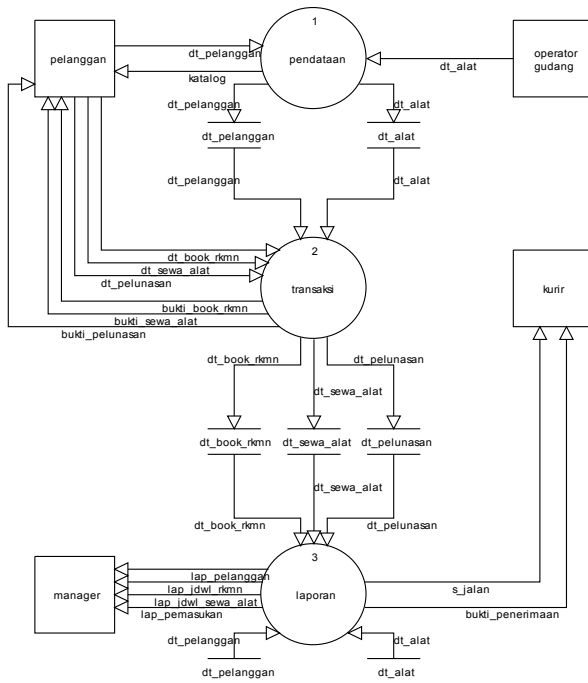 1
pelanggan
dt_pelanggan
pendataan
operator
gudang
dt_alat
katalog
dt_pelanggan
dt_alat
dt_pelanggan
dt_alat
dt_pelanggan
dt_alat
2
transaksi
kurir
dt_book_rkmn
dt_sewa_alat
dt_pelunasan
bukti_book_rkmn
bukti_sewa_alat
bukti_pelunasan
dt_book_rkmn
dt_pelunasan
dt_sewa_alat
dt_book_rkmn
dt_sewa_alat
dt_pelunasan
dt_sewa_alat
dt_book_rkmn
dt_pelunasan
3
manager
laporan
lap_pelanggan
lap_jdwl_rkmn
lap_jdwl_sewa_alat
lap_pemasukan
s_jalan
bukti_penerimaan
dt_pelanggan
dt_alat
dt_pelanggan
dt_alat